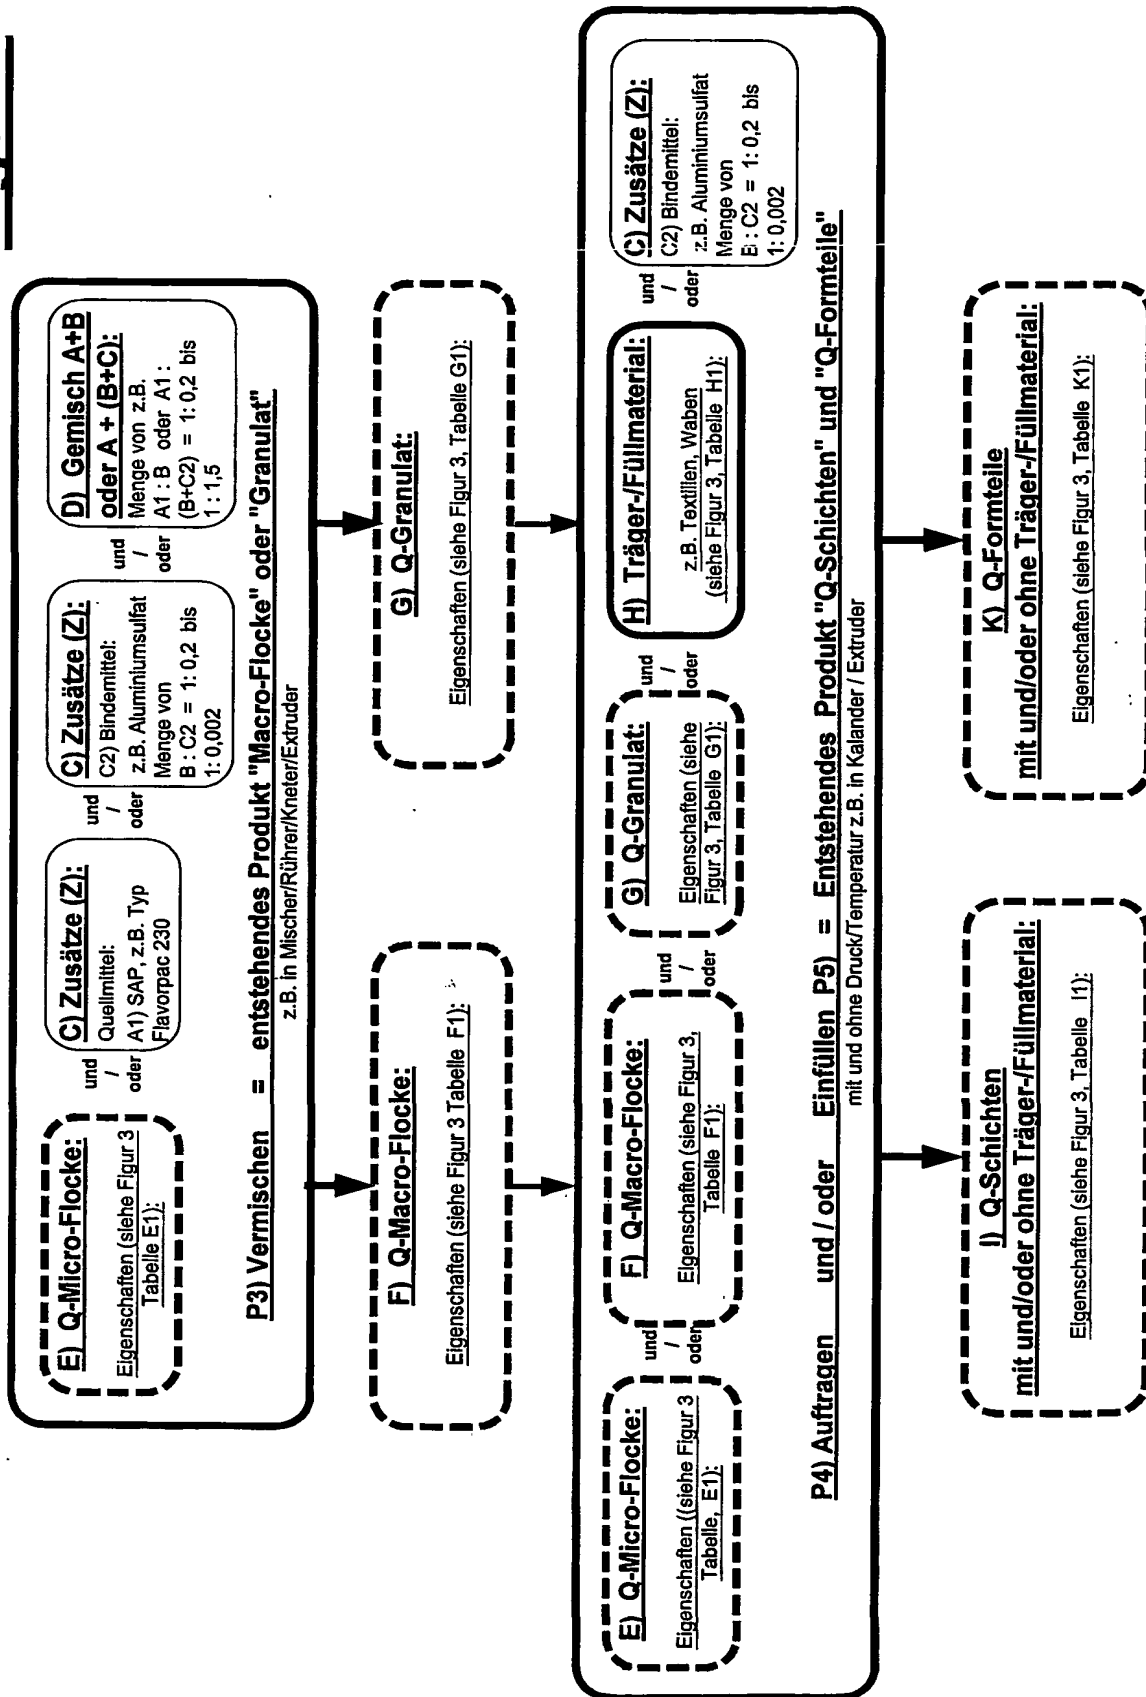 E) Q-Micro-Flocke:
Eigenschaften (siehe Figur 3
Tabelle E1):
und
/
oder
C) Zusätze (Z):
Quellmittel:
A1) SAP, z.B. Typ
Flavorpac 230
und
/
oder
C) Zusätze (Z):
C2) Bindemittel:
z.B. Aluminiumsulfat
Menge von
B : C2 = 1: 0,2 bis
1: 0,002
und
/
oder
D) Gemisch A+B
oder A + (B+C):
Menge von z.B.
A1 : B oder A1 :
(B+C2) = 1: 0,2 bis
1 : 1,5
P3) Vermischen = entstehendes Produkt "Macro-Flocke" oder "Granulat"
z.B. in Mischer/Rührer/Kneter/Extruder
F) Q-Macro-Flocke:
Eigenschaften (siehe Figur 3 Tabelle F1):
G) Q-Granulat:
Eigenschaften (siehe Figur 3, Tabelle G1):
E) Q-Micro-Flocke:
Eigenschaften ((siehe Figur 3
Tabelle, E1):
und
/
oder
F) Q-Macro-Flocke:
Eigenschaften (siehe Figur 3,
Tabelle F1):
und
/
oder
G) Q-Granulat:
Eigenschaften (siehe
Figur 3, Tabelle G1):
und
/
oder
H) Träger-/Füllmaterial:
z.B. Textilien, Waben
(siehe Figur 3, Tabelle H1):
und
/
oder
C) Zusätze (Z):
C2) Bindemittel:
z.B. Aluminiumsulfat
Menge von
B : C2 = 1: 0,2 bis
1: 0,002
P4) Auftragen und / oder Einfüllen P5) = Entstehendes Produkt "Q-Schichten" und "Q-Formteile"
mit und ohne Druck/Temperatur z.B. in Kalander / Extruder
I) Q-Schichten
mit und/oder ohne Träger-/Füllmaterial:
Eigenschaften (siehe Figur 3, Tabelle I1):
K) Q-Formteile
mit und/oder ohne Träger-/Füllmaterial:
Eigenschaften (siehe Figur 3, Tabelle K1):